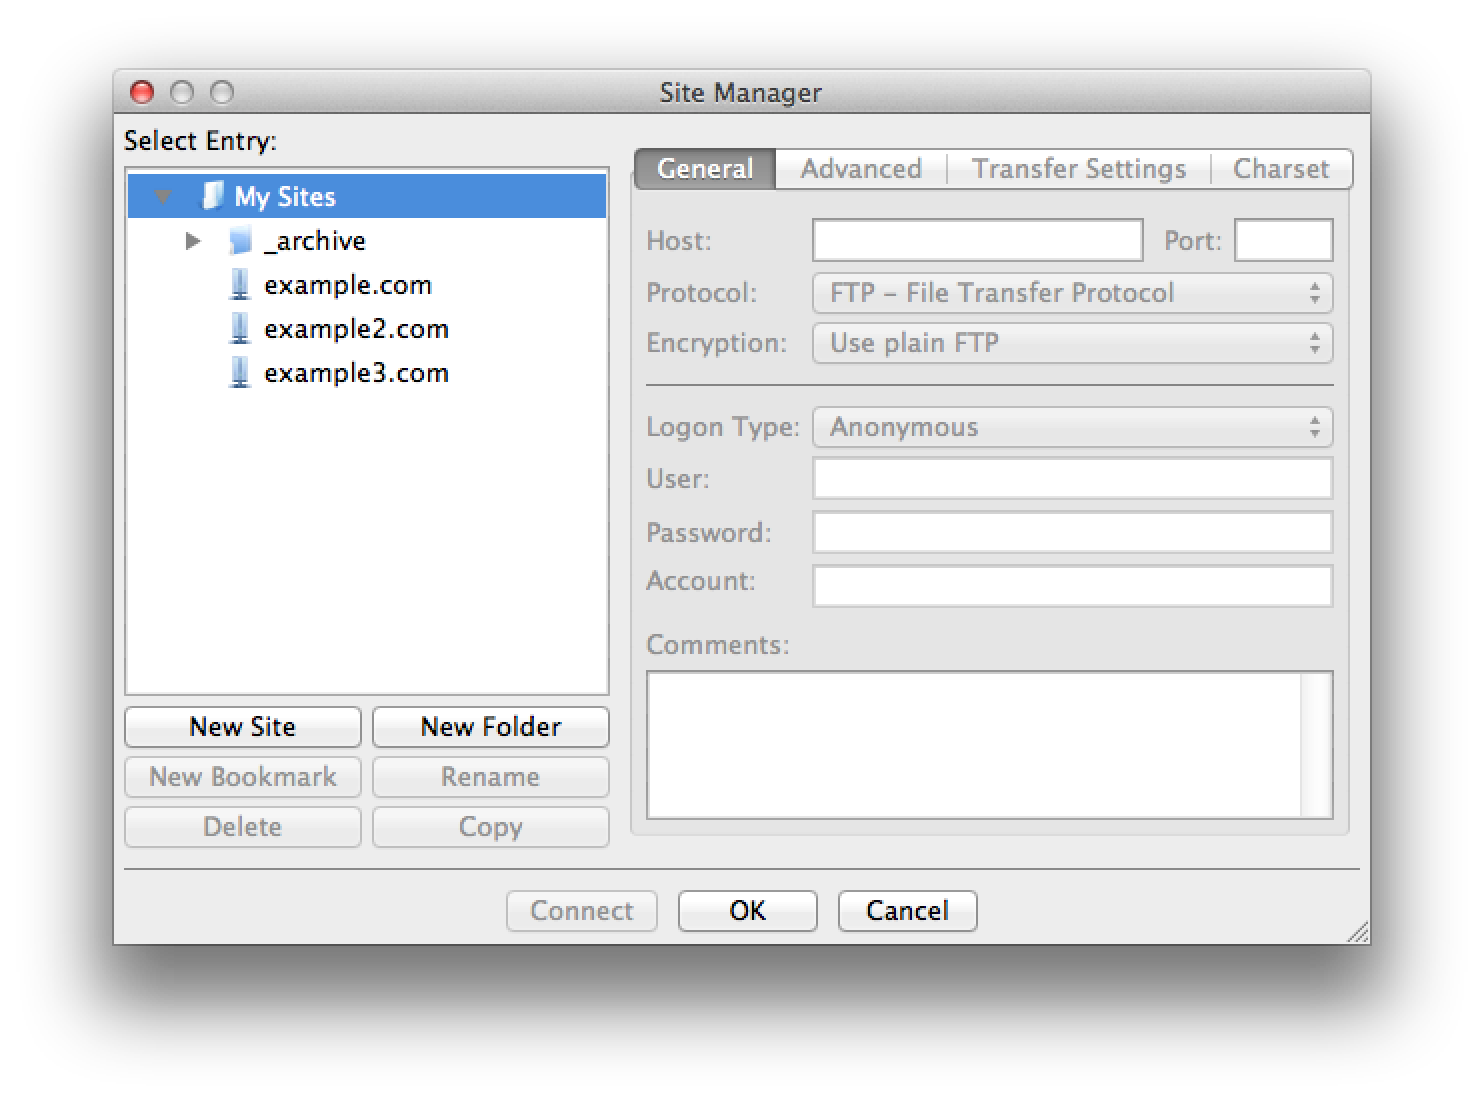 Site Manager
Select Entry:
My Sites
_archive
example.com
example2.com
example3.com
New Site
New Folder
New Bookmark
Rename
Delete
Copy
General
Advanced
Transfer Settings
Charset
Host:
Port:
Protocol:
FTP – File Transfer Protocol
Encryption:
Use plain FTP
Logon Type:
Anonymous
User:
Password:
Account:
Comments:
Connect
OK
Cancel